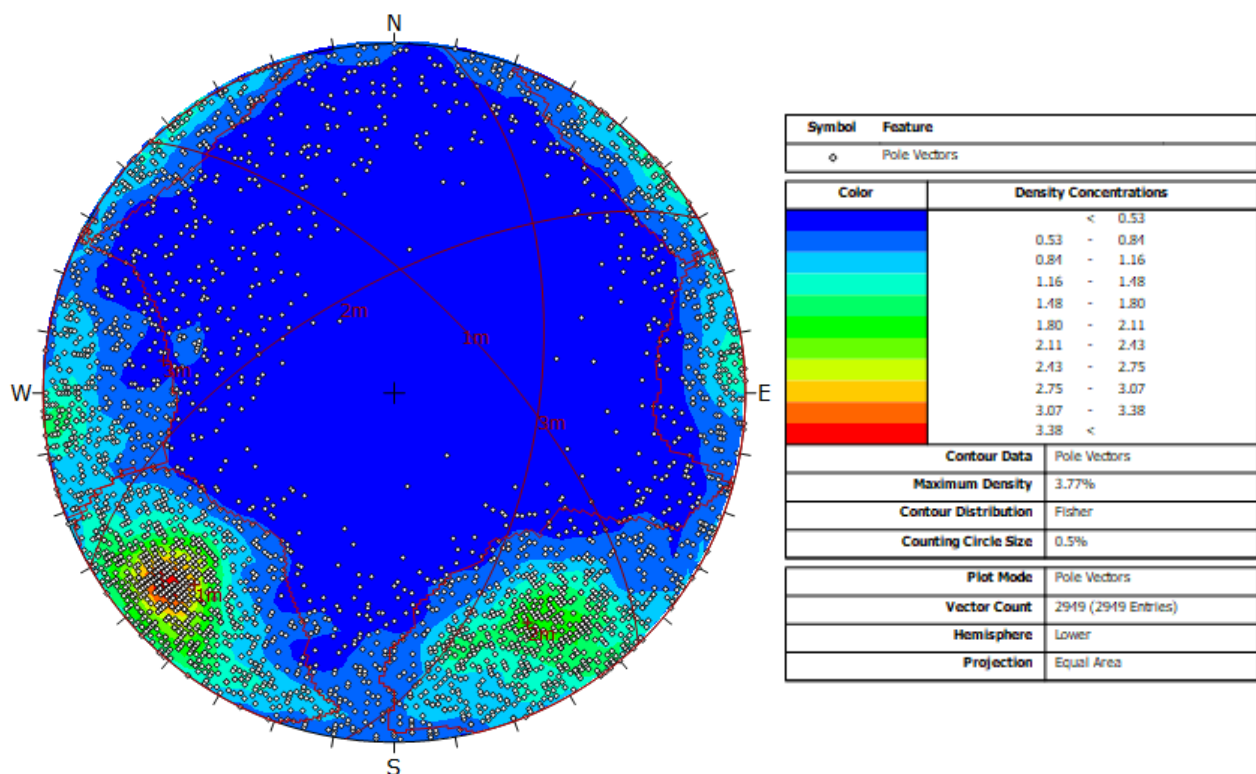 N
W
E
S
2m
1m
3m
3m
1m
2m
Symbol Feature
Pole Vectors
Color Density Concentrations
< 0.53
0.53 - 0.84
0.84 - 1.16
1.16 - 1.48
1.48 - 1.80
1.80 - 2.11
2.11 - 2.43
2.43 - 2.75
2.75 - 3.07
3.07 - 3.38
3.38 <
Contour Data Pole Vectors
Maximum Density 3.77%
Contour Distribution Fisher
Counting Circle Size 0.5%
Plot Mode Pole Vectors
Vector Count 2949 (2949 Entries)
Hemisphere Lower
Projection Equal Area